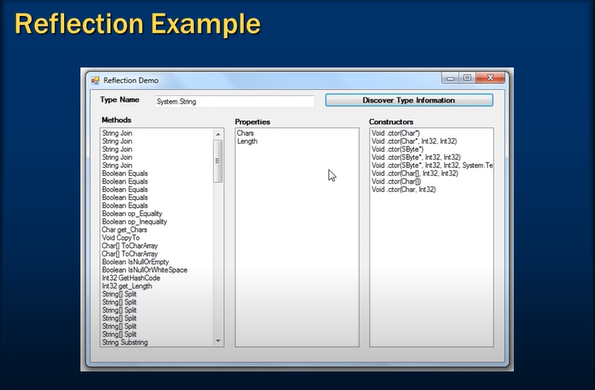 Reflection Example
Reflection Demo
Type Name
System.String
Discover Type Information
Methods
String Join
String Join
String Join
String Join
String Join
Boolean Equals
Boolean Equals
Boolean Equals
Boolean Equals
Boolean Equals
Boolean op_Equality
Boolean op_Inequality
Char get_Chars
Void CopyTo
Char[] ToCharArray
Char[] ToCharArray
Boolean IsNullOrEmpty
Boolean IsNullOrWhiteSpace
Int32 GetHashCode
Int32 get_Length
String[] Split
String[] Split
String[] Split
String[] Split
String[] Split
String[] Split
String Substring
Properties
Chars
Length
Constructors
Void .ctor(Char*)
Void .ctor(Char*, Int32, Int32)
Void .ctor(SByte*)
Void .ctor(SByte*, Int32, Int32)
Void .ctor(SByte*, Int32, Int32, System.Te
Void .ctor(Char[], Int32, Int32)
Void .ctor(Char[])
Void .ctor(Char, Int32)